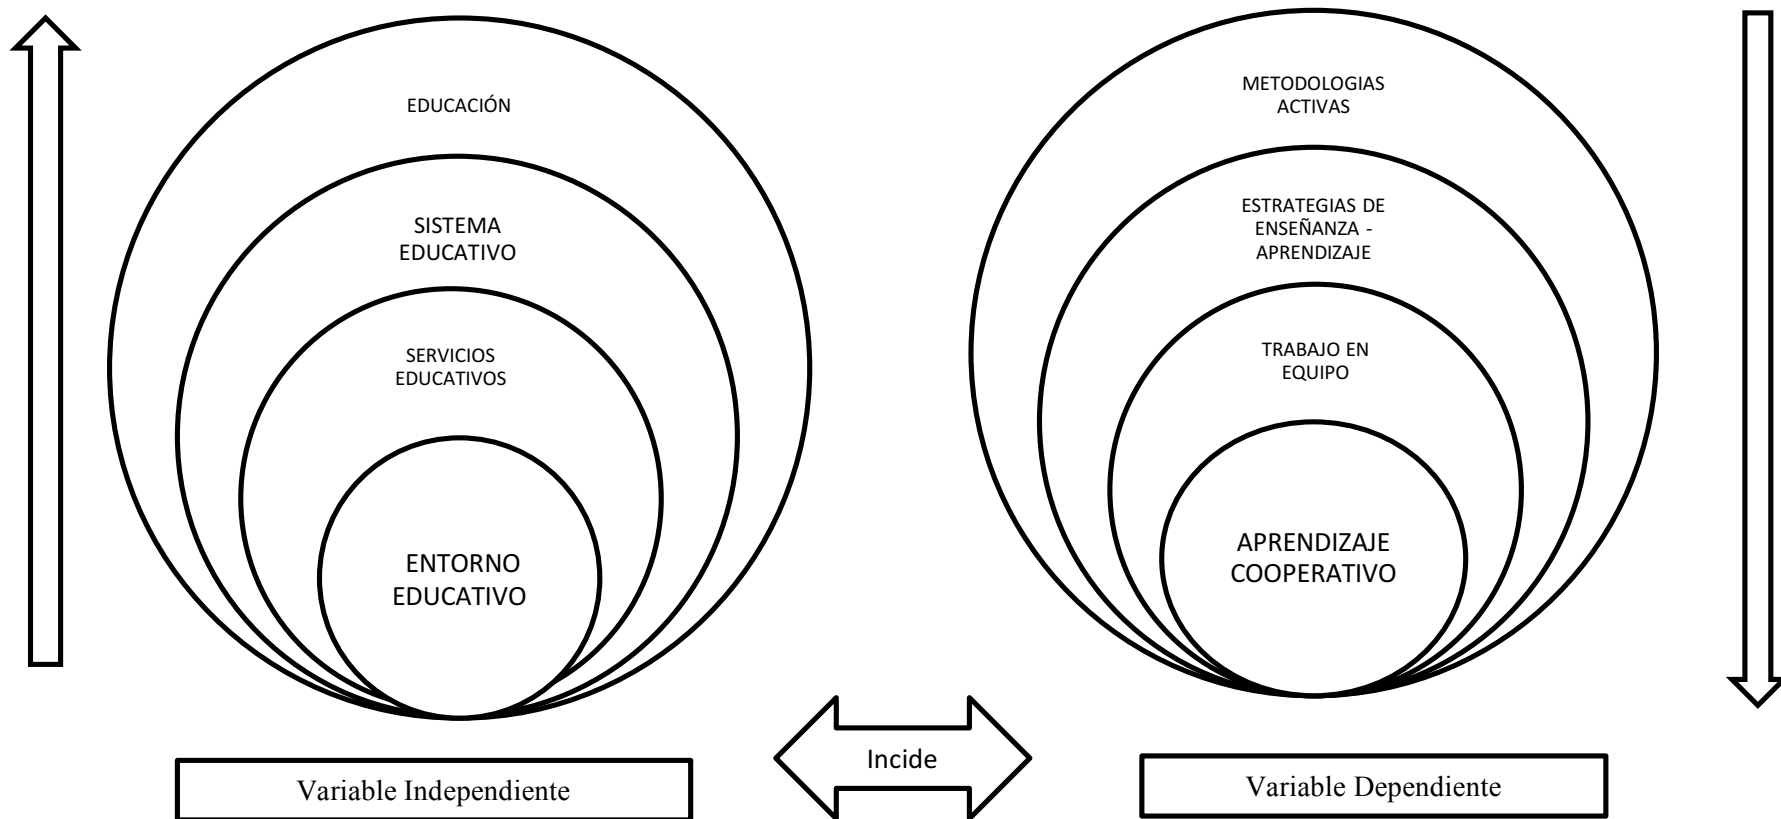 EDUCACIÓN
SISTEMA
EDUCATIVO
SERVICIOS
EDUCATIVOS
ENTORNO
EDUCATIVO
Variable Independiente
Incide
METODOLOGIAS
ACTIVAS
ESTRATEGIAS DE
ENSEÑANZA -
APRENDIZAJE
TRABAJO EN
EQUIPO
APRENDIZAJE
COOPERATIVO
Variable Dependiente